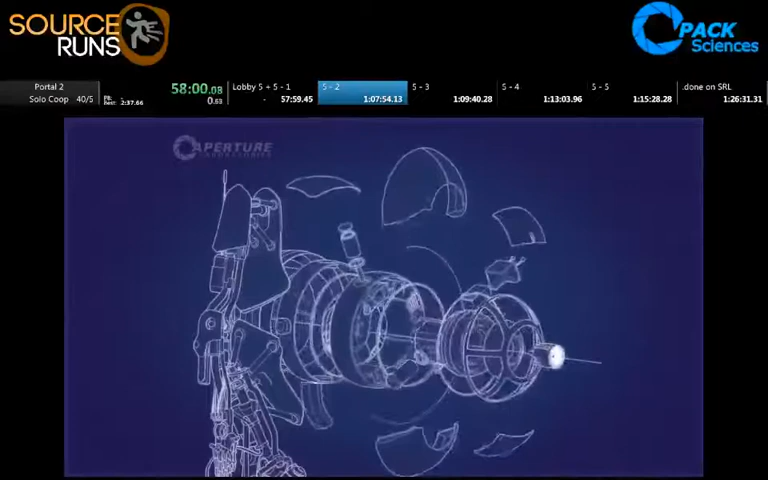 SOURCE
RUNS
PACK
Sciences
Portal 2
Solo Coop 40/5
PB: -
Best: 2:37.66
58:00.08
0.63
Lobby 5 + 5 - 1
- 57:59.45
5 - 2
1:07:54.13
5 - 3
1:09:40.28
5 - 4
1:13:03.96
5 - 5
1:15:28.28
.done on SRL
1:26:31.31
APERTURE
LABORATORIES